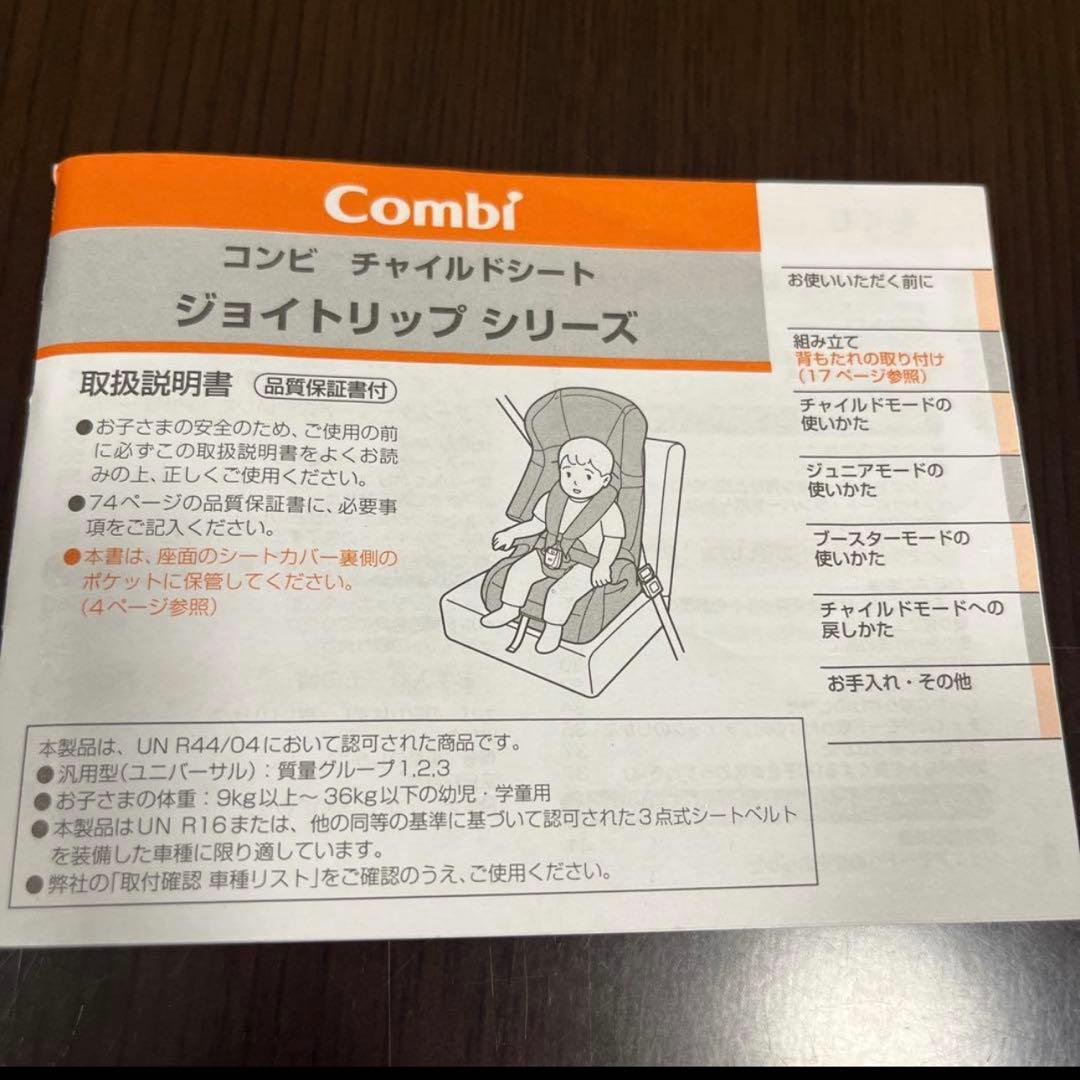 Combi
コンビ チャイルドシート
ジョイトリップ シリーズ
取扱説明書 品質保証書付
●お子さまの安全のため、ご使用の前
に必ずこの取扱説明書をよくお読
みの上、正しくご使用ください。
●74ページの品質保証書に、必要事
項をご記入ください。
●本書は、座面のシートカバー裏側の
ポケットに保管してください。
(4ページ参照)
お使いいただく前に
組み立て
背もたれの取り付け
(17 ページ参照)
チャイルドモードの
使いかた
ジュニアモードの
使いかた
ブースターモードの
使いかた
チャイルドモードへの
戻しかた
お手入れ・その他
本製品は、UN R44/04において認可された商品です。
●汎用型(ユニバーサル):質量グループ1,2,3
●お子さまの体重:9kg以上～36kg以下の幼児・学童用
●本製品はUN R16または、他の同等の基準に基づいて認可された3点式シートベルト
を装備した車種に限り適しています。
●弊社の「取付確認 車種リスト」をご確認のうえ、ご使用ください。